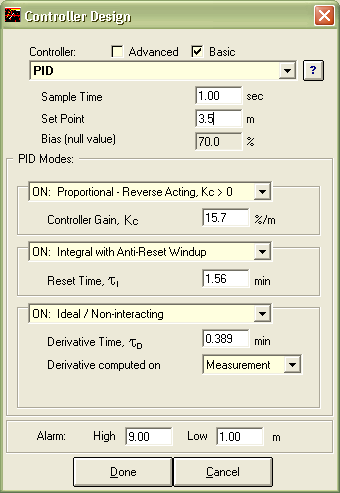 Controller Design
Controller: Advanced Basic
PID ?
Sample Time 1.00 sec
Set Point 3.5 m
Bias (null value) 70.0 %
PID Modes:
ON: Proportional - Reverse Acting, Kc > 0
Controller Gain, Kc 15.7 %/m
ON: Integral with Anti-Reset Windup
Reset Time, τI 1.56 min
ON: Ideal / Non-interacting
Derivative Time, τD 0.389 min
Derivative computed on Measurement
Alarm: High 9.00 Low 1.00 m
Done Cancel